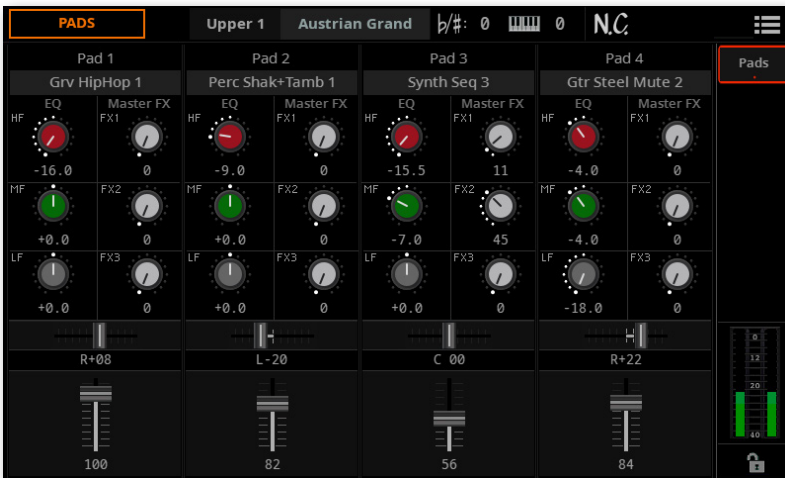 PADS Upper 1 Austrian Grand b/#: 0 0 N.C.
Pad 1 Pad 2 Pad 3 Pad 4 Pads
Grv HipHop 1 Perc Shak+Tamb 1 Synth Seq 3 Gtr Steel Mute 2
EQ Master FX EQ Master FX EQ Master FX EQ Master FX
HF FX1 HF FX1 HF FX1 HF FX1
-16.0 0 -9.0 0 -15.5 11 -4.0 0
MF FX2 MF FX2 MF FX2 MF FX2
+0.0 0 +0.0 0 -7.0 45 -4.0 0
LF FX3 LF FX3 LF FX3 LF FX3
+0.0 0 +0.0 0 +0.0 0 -18.0 0
0
12
R+08 L-20 C 00 R+22
20
40
100 82 56 84